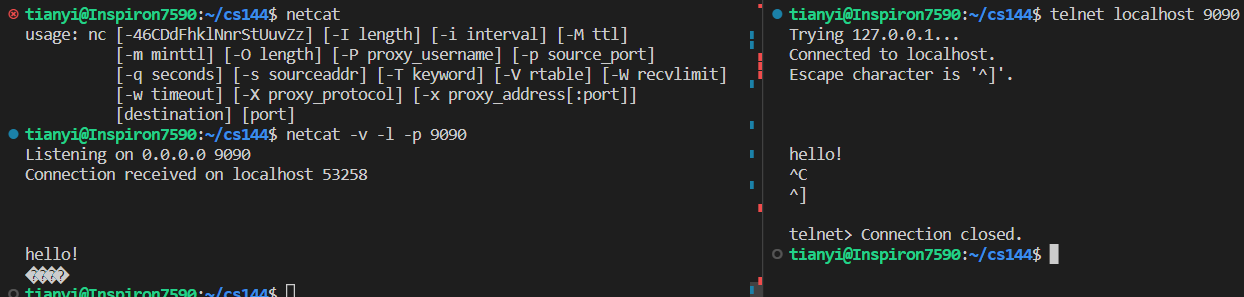 tianyi@Inspiron7590:~/cs144$ netcat
usage: nc [-46CDdFhklNnrStUuvZz] [-I length] [-i interval] [-M ttl]
[-m minttl] [-O length] [-P proxy_username] [-p source_port]
[-q seconds] [-s sourceaddr] [-T keyword] [-V rtable] [-W recvlimit]
[-w timeout] [-X proxy_protocol] [-x proxy_address[:port]]
[destination] [port]
tianyi@Inspiron7590:~/cs144$ netcat -v -l -p 9090
Listening on 0.0.0.0 9090
Connection received on localhost 53258
hello!
����
tianyi@Inspiron7590:~/cs144$
tianyi@Inspiron7590:~/cs144$ telnet localhost 9090
Trying 127.0.0.1...
Connected to localhost.
Escape character is '^]'.
hello!
^C
^]
telnet> Connection closed.
tianyi@Inspiron7590:~/cs144$